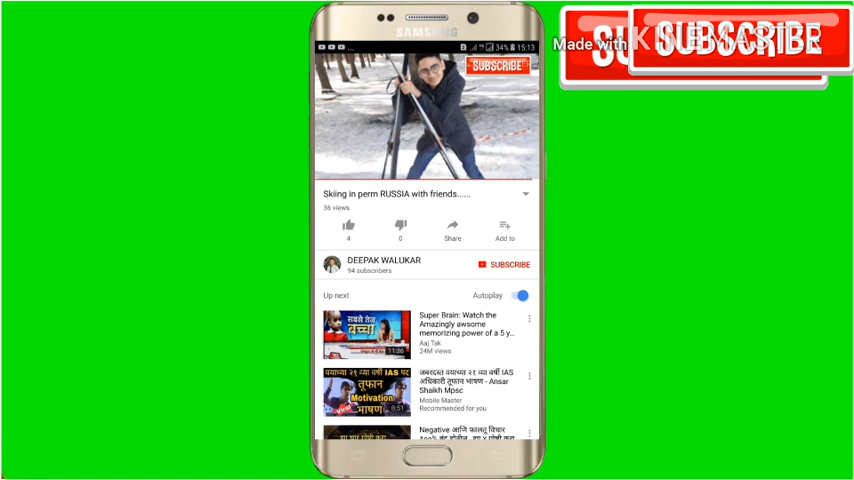 SUBSCRIBE
Made with KINEMASTER
SAMSUNG
34% 15:13
SUBSCRIBE
Skiing in perm RUSSIA with friends......
36 views
4
0
Share
Add to
DEEPAK WALUKAR
94 subscribers
SUBSCRIBE
Up next
Autoplay
सबसे तेज
बच्चा
11:36
Super Brain: Watch the
Amazingly awsome
memorizing power of a 5 y...
Aaj Tak
24M views
वयाच्या २१ व्या वर्षी IAS पद
तूफान
Motivation
भाषण
Viral
8:51
जबरदस्त वयाच्या २१ व्या वर्षी IAS
अधिकारी तूफान भाषण - Ansar
Shaikh Mpsc
Mobile Master
Recommended for you
Negative आणि फालतू विचार